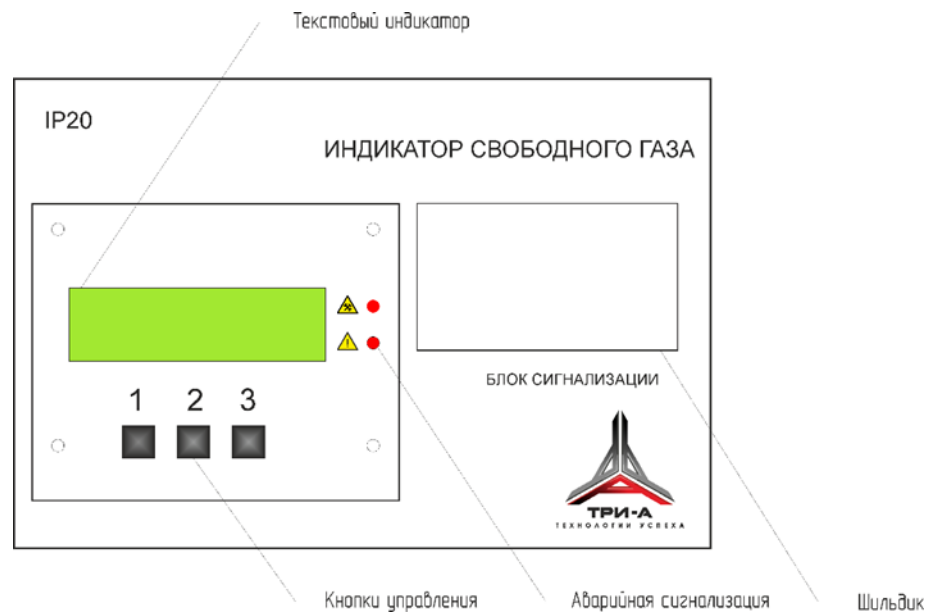 Текстовый индикатор
IP20
ИНДИКАТОР СВОБОДНОГО ГАЗА
БЛОК СИГНАЛИЗАЦИИ
1 2 3
ТРИ-А
ТЕХНОЛОГИИ УСПЕХА
Кнопки управления
Аварийная сигнализация
Шильдик